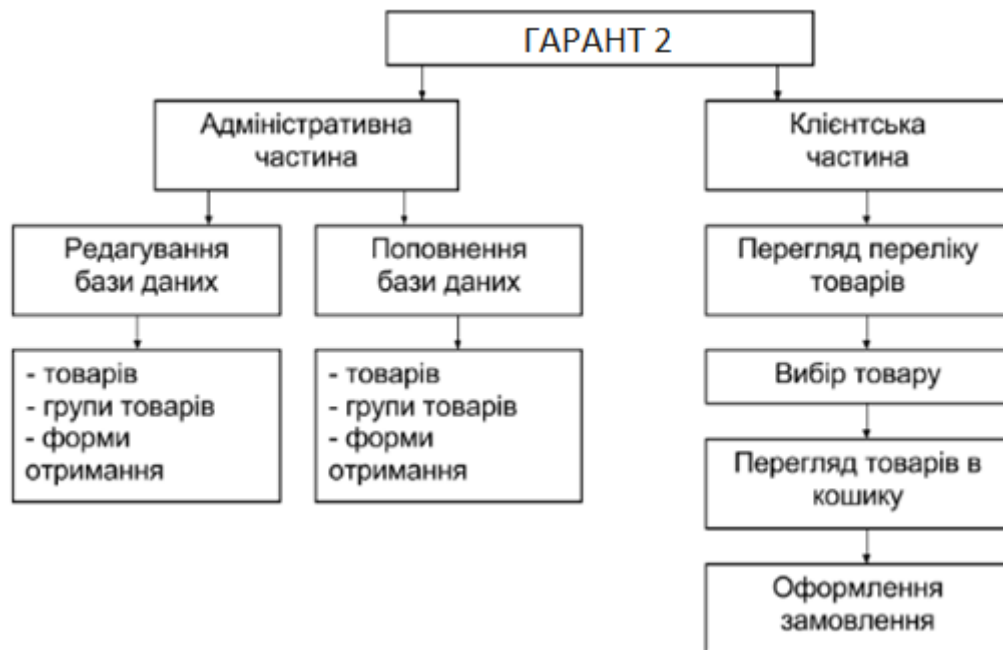 ГАРАНТ 2
Адміністративна
частина
Клієнтська
частина
Редагування
бази даних
Поповнення
бази даних
Перегляд переліку
товарів
- товарів
- групи товарів
- форми
отримання
- товарів
- групи товарів
- форми
отримання
Вибір товару
Перегляд товарів в
кошику
Оформлення
замовлення